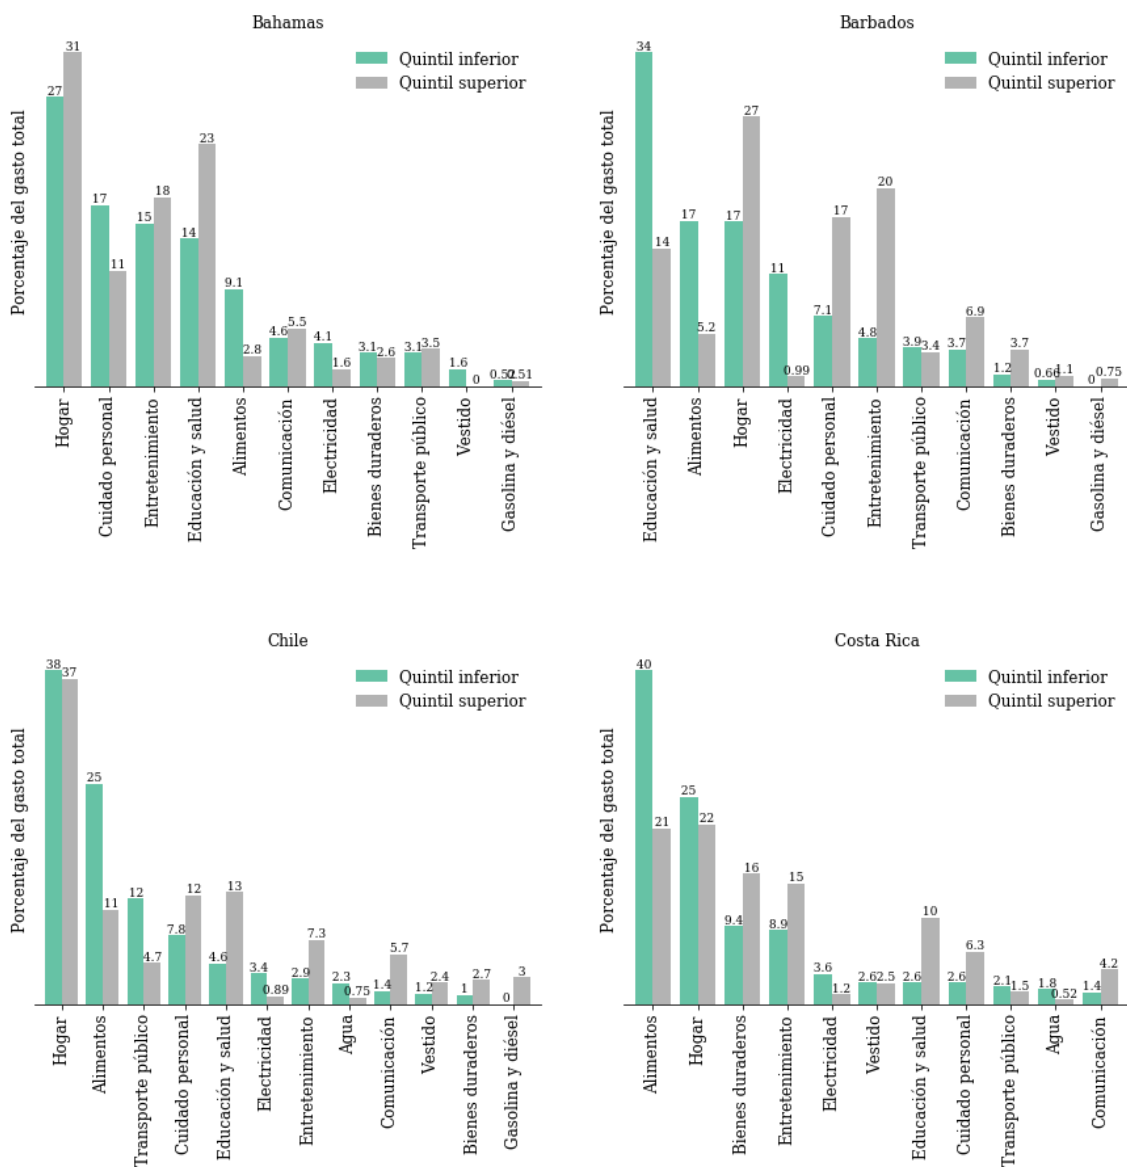 Bahamas
Quintil inferior
Quintil superior
Porcentaje del gasto total
27
31
17
11
15
18
14
23
9.1
2.8
4.6
5.5
4.1
1.6
3.1
2.6
3.1
3.5
1.6
0
0.52
0.51
Hogar
Cuidado personal
Entretenimiento
Educación y salud
Alimentos
Comunicación
Electricidad
Bienes duraderos
Transporte público
Vestido
Gasolina y diésel
Barbados
Quintil inferior
Quintil superior
Porcentaje del gasto total
34
14
17
5.2
17
27
11
0.99
7.1
17
4.8
20
3.9
3.4
3.7
6.9
1.2
3.7
0.66
1.1
0
0.75
Educación y salud
Alimentos
Hogar
Electricidad
Cuidado personal
Entretenimiento
Transporte público
Comunicación
Bienes duraderos
Vestido
Gasolina y diésel
Chile
Quintil inferior
Quintil superior
Porcentaje del gasto total
38
37
25
11
12
4.7
7.8
12
4.6
13
3.4
0.89
2.9
7.3
2.3
0.75
1.4
5.7
1.2
2.4
1
2.7
0
3
Hogar
Alimentos
Transporte público
Cuidado personal
Educación y salud
Electricidad
Entretenimiento
Agua
Comunicación
Vestido
Bienes duraderos
Gasolina y diésel
Costa Rica
Quintil inferior
Quintil superior
Porcentaje del gasto total
40
21
25
22
9.4
16
8.9
15
3.6
1.2
2.6
2.5
2.6
10
2.6
6.3
2.1
1.5
1.8
0.52
1.4
4.2
Alimentos
Hogar
Bienes duraderos
Entretenimiento
Electricidad
Vestido
Educación y salud
Cuidado personal
Transporte público
Agua
Comunicación